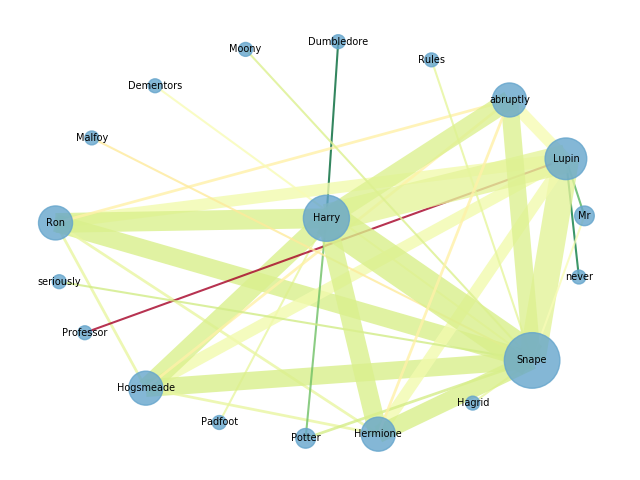 Dumbledore
Moony
Rules
Dementors
abruptly
Malfoy
Lupin
Mr
Harry
Ron
never
seriously
Professor
Snape
Hogsmeade
Hagrid
Padfoot
Hermione
Potter